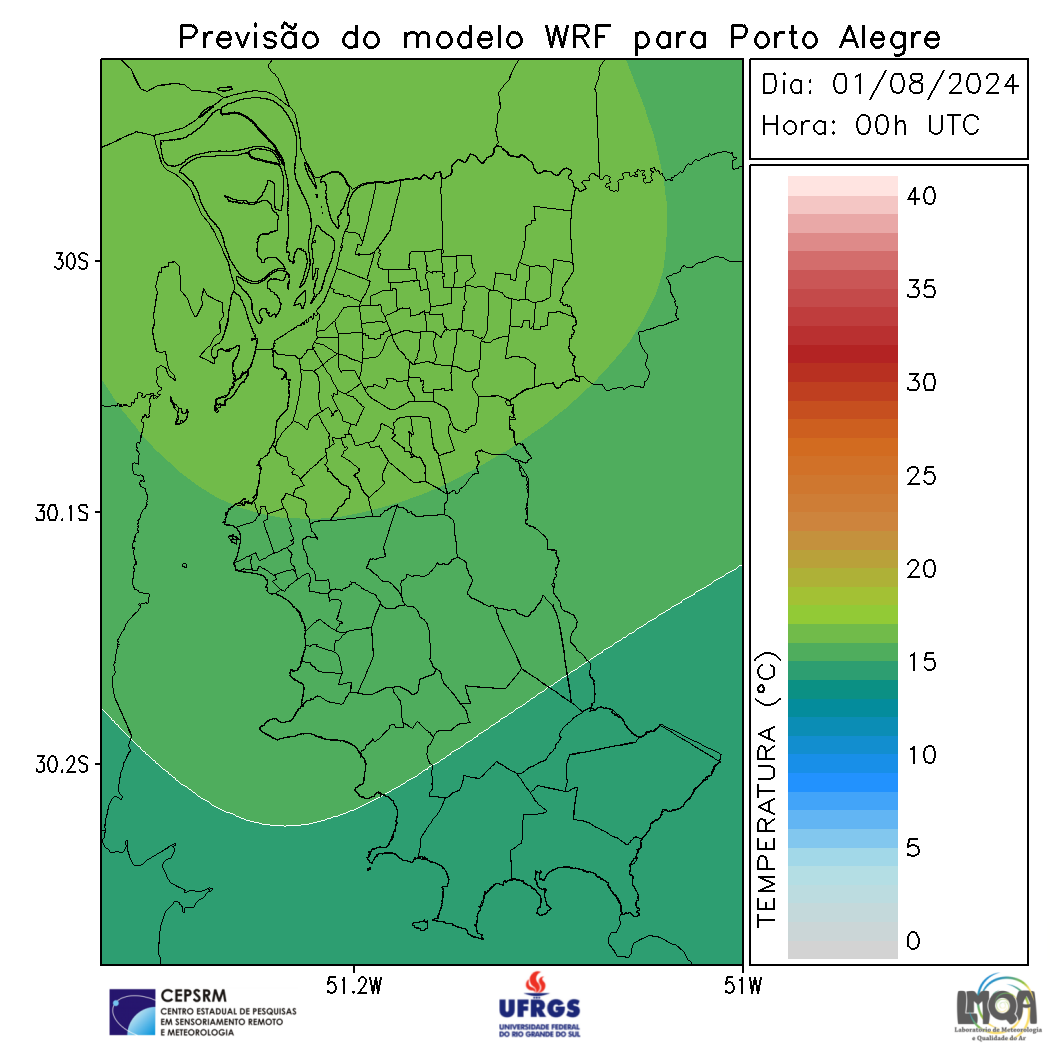 Previsão do modelo WRF para Porto Alegre
Dia: 01/08/2024
Hora: 00h UTC
30S
30.1S
30.2S
51.2W
51W
TEMPERATURA (°C)
40
35
30
25
20
15
10
5
0
CEPSRM
CENTRO ESTADUAL DE PESQUISAS
EM SENSORIAMENTO REMOTO
E METEOROLOGIA
UFRGS
UNIVERSIDADE FEDERAL
DO RIO GRANDE DO SUL
LMQA
Laboratório de Meteorologia
e Qualidade do Ar